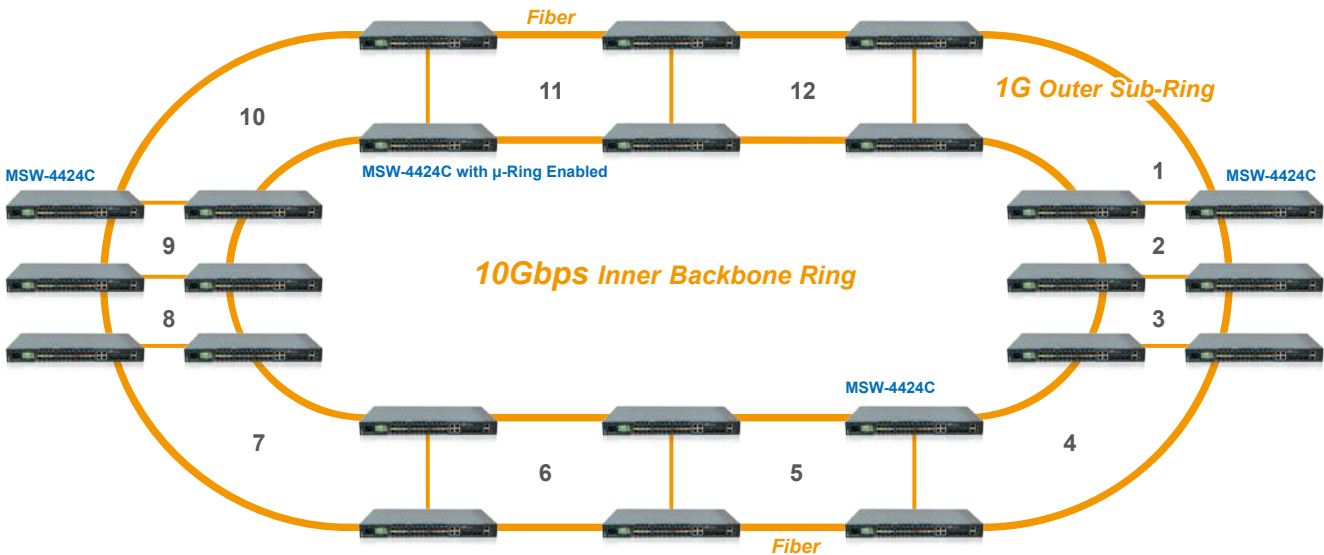 Fiber
1G Outer Sub-Ring
11
12
10
MSW-4424C with µ-Ring Enabled
MSW-4424C
1
MSW-4424C
9
2
10Gbps Inner Backbone Ring
8
3
MSW-4424C
7
6
5
4
Fiber